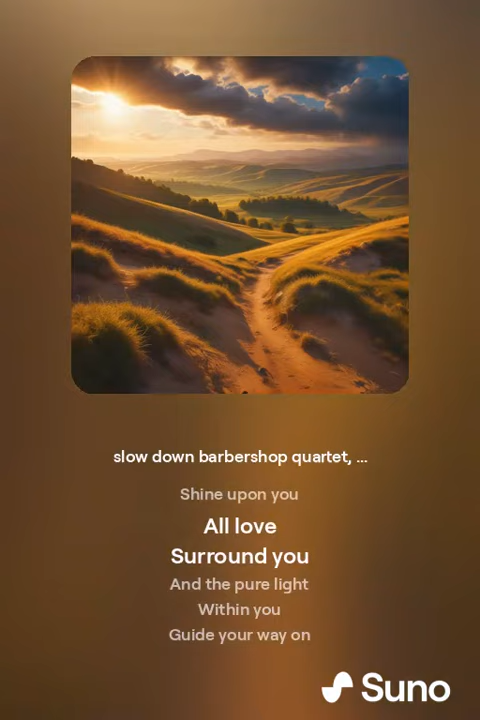 slow down barbershop quartet, ...
Shine upon you
All love
Surround you
And the pure light
Within you
Guide your way on
Suno